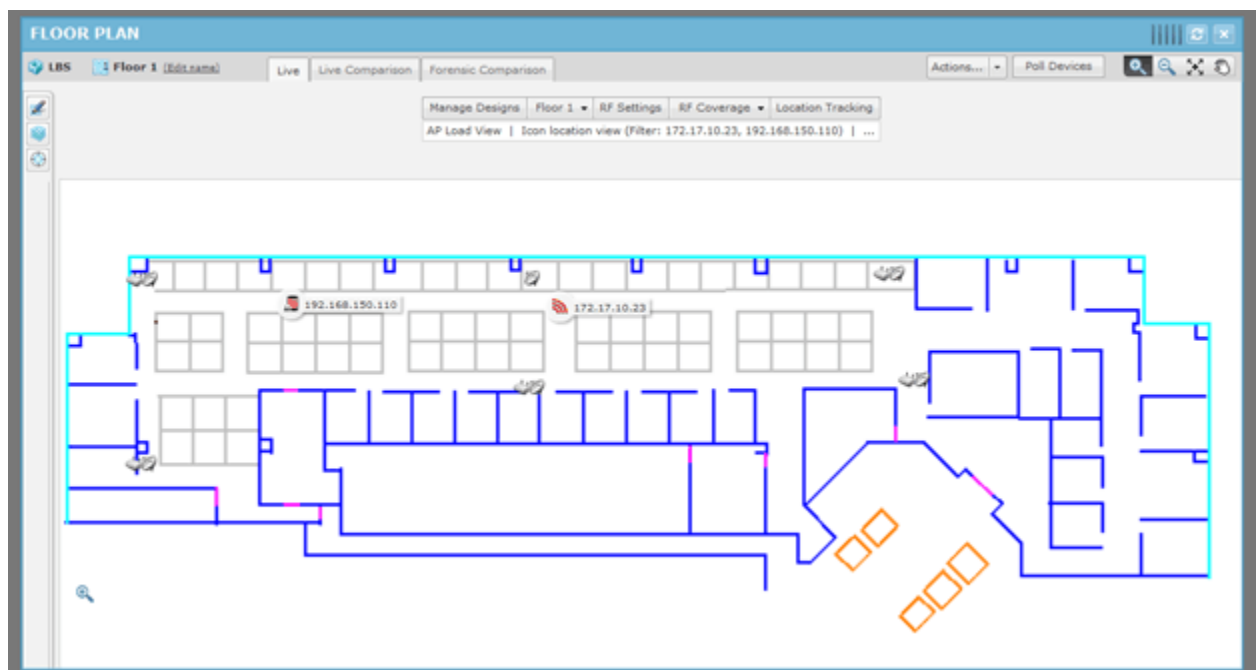 FLOOR PLAN
LBS Floor 1 (Edit name) Live Live Comparison Forensic Comparison Actions... Poll Devices
Manage Designs Floor 1 RF Settings RF Coverage Location Tracking
AP Load View | Icon location view (Filter: 172.17.10.23, 192.168.150.110) | ...
192.168.150.110 172.17.10.23